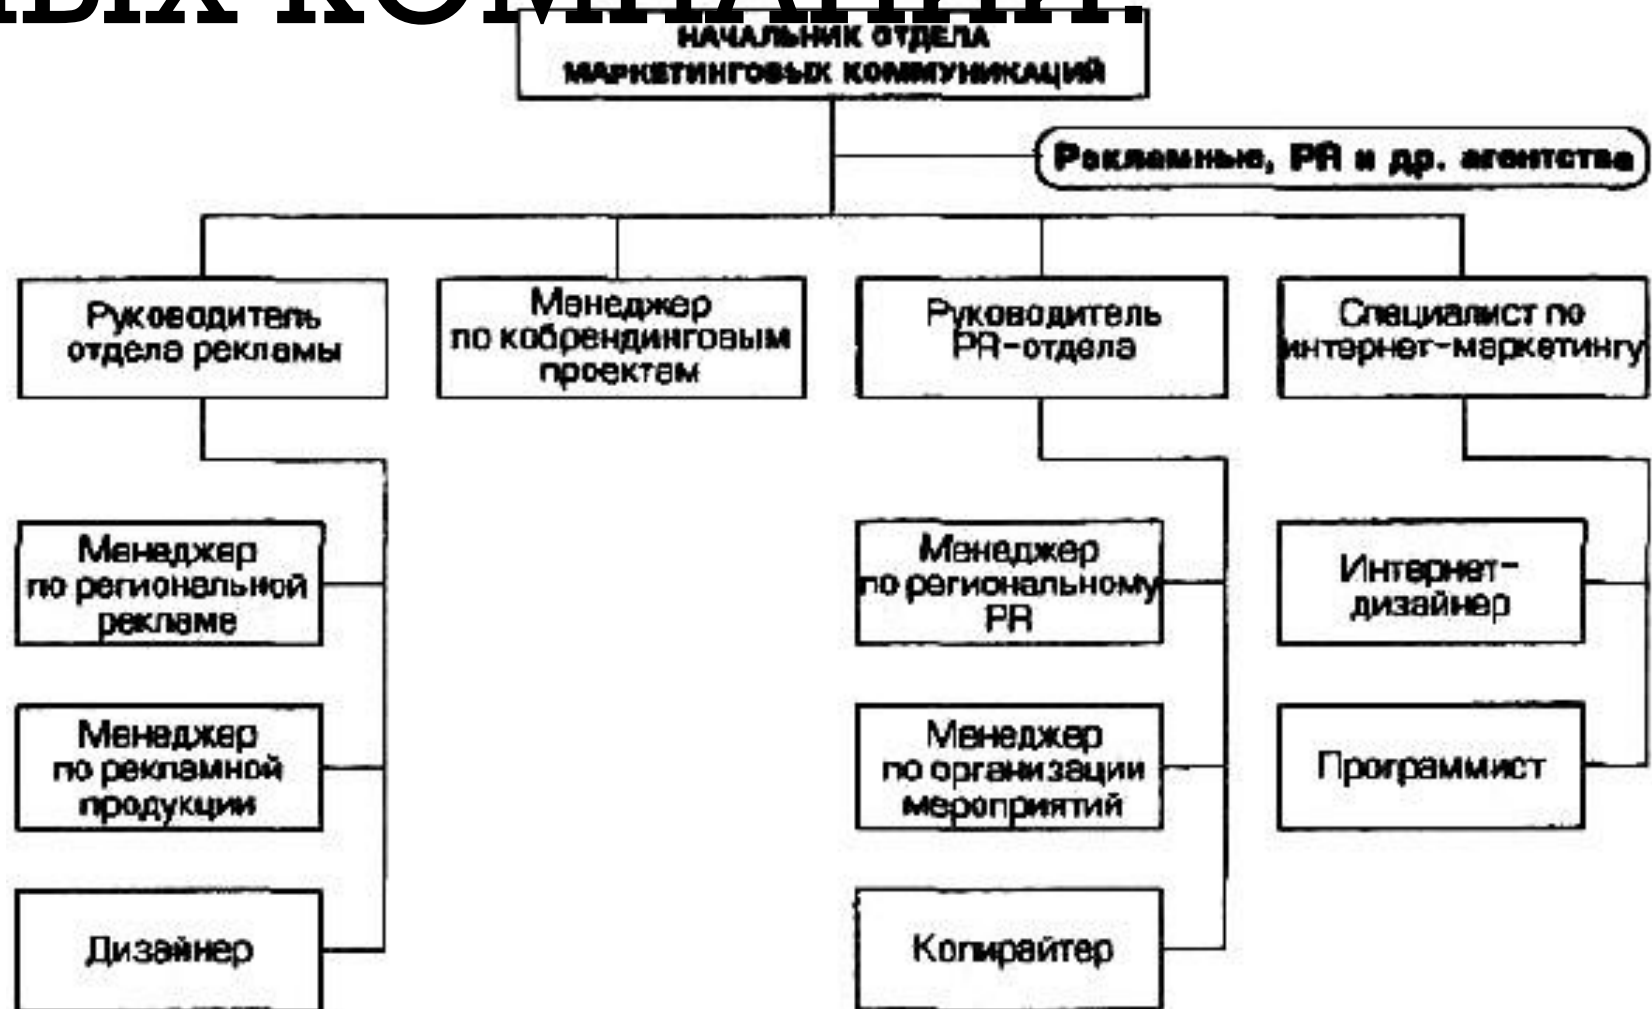 ЫХ КОМПАНИЙ.
НАЧАЛЬНИК ОТДЕЛА
МАРКЕТИНГОВЫХ КОММУНИКАЦИЙ
Рекламные, PR и др. агентства
Руководитель
отдела рекламы
Менеджер
по кобрендинговым
проектам
Руководитель
PR-отдела
Специалист по
интернет-маркетингу
Менеджер
по региональной
рекламе
Менеджер
по региональному
PR
Интернет-
дизайнер
Менеджер
по рекламной
продукции
Менеджер
по организации
мероприятий
Программист
Дизайнер
Копирайтер